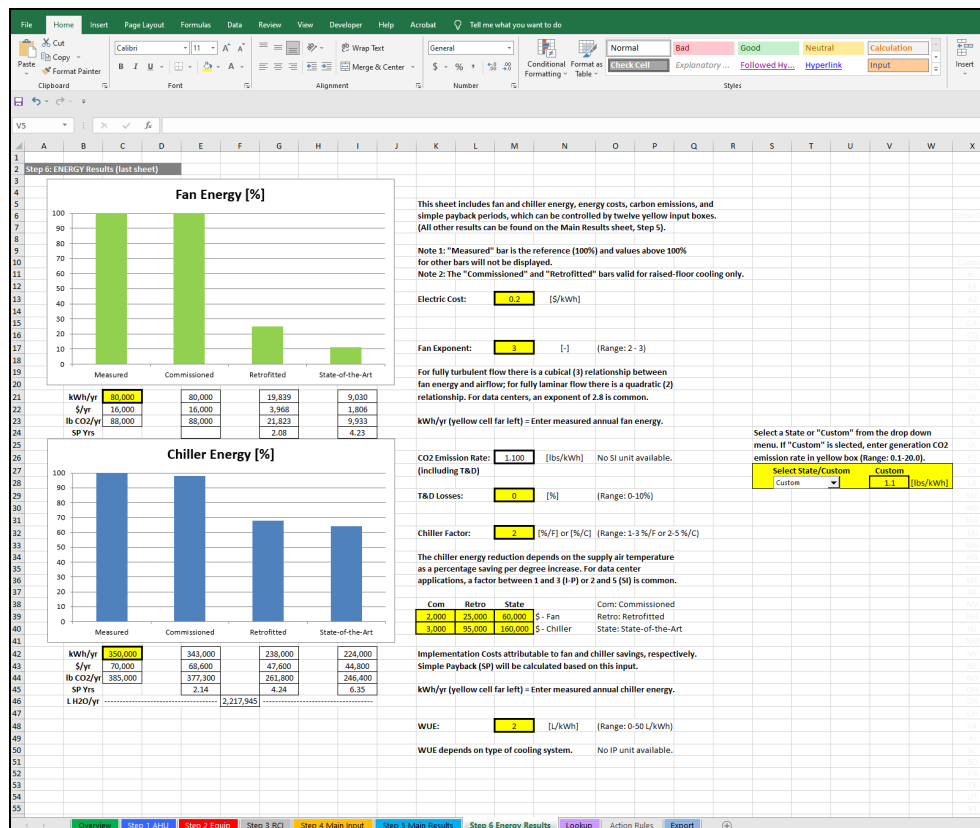 File Home Insert Page Layout Formulas Data Review View Developer Help Acrobat Tell me what you want to do
Cut
Copy
Format Painter
Paste
Calibri 11 A A
B I U
Wrap Text
Merge & Center
General
$ % ,
Conditional Formatting
Format as Table
Normal Bad Good Neutral Calculation
Check Cell Explanatory ... Followed Hy... Hyperlink Input
Insert
Clipboard Font Alignment Number Styles
V5 fx
A B C D E F G H I J K L M N O P Q R S T U V W X
Step 6: ENERGY Results (last sheet)
Fan Energy [%]
100
90
80
70
60
50
40
30
20
10
0
Measured Commissioned Retrofitted State-of-the-Art
kWh/yr 80,000 80,000 19,839 9,030
$/yr 16,000 16,000 3,968 1,806
lb CO2/yr 88,000 88,000 21,823 9,933
SP Yrs 2.08 4.23
Chiller Energy [%]
100
90
80
70
60
50
40
30
20
10
0
Measured Commissioned Retrofitted State-of-the-Art
kWh/yr 350,000 343,000 238,000 224,000
$/yr 70,000 68,600 47,600 44,800
lb CO2/yr 385,000 377,300 261,800 246,400
SP Yrs 2.14 4.24 6.35
L H2O/yr 2,217,945
This sheet includes fan and chiller energy, energy costs, carbon emissions, and
simple payback periods, which can be controlled by twelve yellow input boxes.
(All other results can be found on the Main Results sheet, Step 5).
Note 1: "Measured" bar is the reference (100%) and values above 100%
for other bars will not be displayed.
Note 2: The "Commissioned" and "Retrofitted" bars valid for raised-floor cooling only.
Electric Cost: 0.2 [$/kWh]
Fan Exponent: 3 [-] (Range: 2 - 3)
For fully turbulent flow there is a cubical (3) relationship between
fan energy and airflow; for fully laminar flow there is a quadratic (2)
relationship. For data centers, an exponent of 2.8 is common.
kWh/yr (yellow cell far left) = Enter measured annual fan energy.
CO2 Emission Rate: 1.100 [lbs/kWh] No SI unit available.
(including T&D)
T&D Losses: 0 [%] (Range: 0-10%)
Chiller Factor: 2 [%/F] or [%/C] (Range: 1-3 %/F or 2-5 %/C)
The chiller energy reduction depends on the supply air temperature
as a percentage saving per degree increase. For data center
applications, a factor between 1 and 3 (I-P) or 2 and 5 (SI) is common.
Com Retro State Com: Commissioned
2,000 25,000 60,000 $ - Fan Retro: Retrofitted
3,000 95,000 160,000 $ - Chiller State: State-of-the-Art
Implementation Costs attributable to fan and chiller savings, respectively.
Simple Payback (SP) will be calculated based on this input.
kWh/yr (yellow cell far left) = Enter measured annual chiller energy.
WUE: 2 [L/kWh] (Range: 0-50 L/kWh)
WUE depends on type of cooling system. No IP unit available.
Select a State or "Custom" from the drop down
menu. If "Custom" is slected, enter generation CO2
emission rate in yellow box (Range: 0.1-20.0).
Select State/Custom Custom
Custom 1.1 [lbs/kWh]
Overview Step 1 AHU Step 2 Equip Step 3 RCI Step 4 Main Input Step 5 Main Results Step 6 Energy Results Lookup Action Rules Export